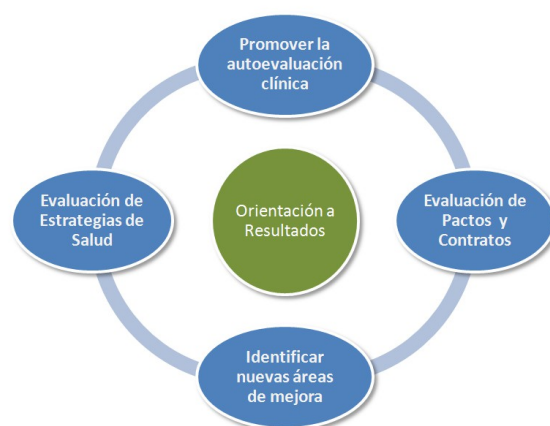 Promover la
autoevaluación
clínica
Evaluación de
Estrategias de
Salud
Orientación a
Resultados
Evaluación de
Pactos y
Contratos
Identificar
nuevas áreas
de mejora